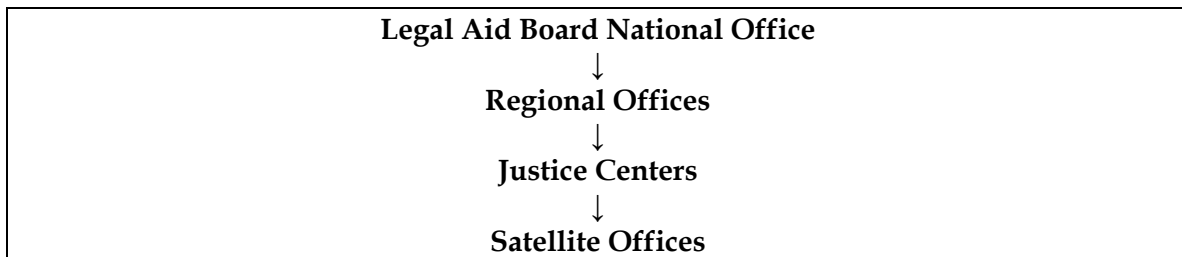 Legal Aid Board National Office
↓
Regional Offices
↓
Justice Centers
↓
Satellite Offices